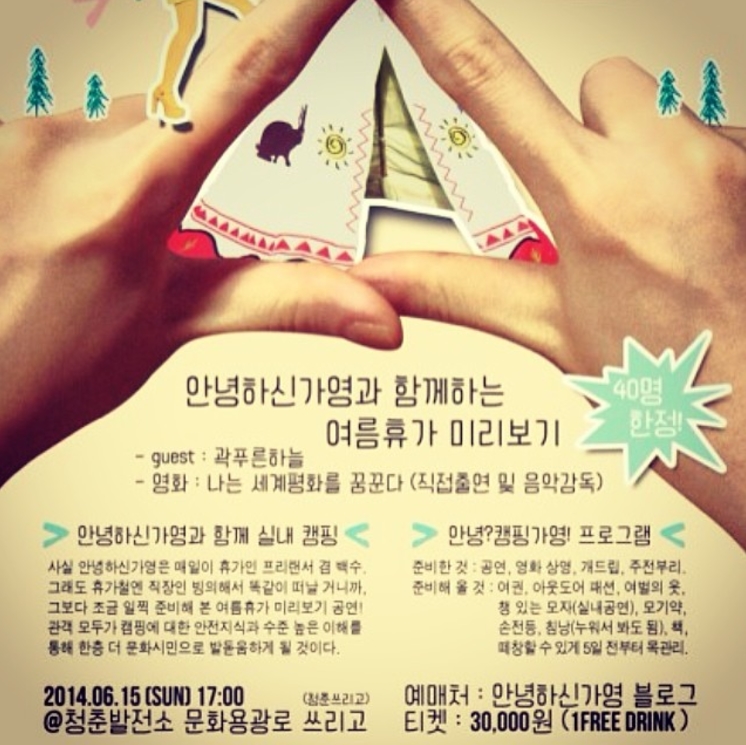 안녕하신가영과 함께하는
여름휴가 미리보기
40명
한정!
- guest : 곽푸른하늘
- 영화 : 나는 세계평화를 꿈꾼다 (직접출연 및 음악감독)
> 안녕하신가영과 함께 실내 캠핑 <
사실 안녕하신가영은 매일이 휴가인 프리랜서 겸 백수.
그래도 휴가철엔 직장인 빙의해서 똑같이 떠날 거니까,
그보다 조금 일찍 준비해 본 여름휴가 미리보기 공연!
관객 모두가 캠핑에 대한 안전지식과 수준 높은 이해를
통해 한층 더 문화시민으로 발돋움하게 될 것이다.
> 안녕?캠핑가영! 프로그램 <
준비한 것 : 공연, 영화 상영, 개드립, 주전부리.
준비해 올 것 : 여권, 아웃도어 패션, 여벌의 옷,
챙 있는 모자(실내공연), 모기약,
손전등, 침낭(누워서 봐도 됨), 책,
떼창할 수 있게 5일 전부터 목관리.
2014.06.15 (SUN) 17:00 (청춘쓰리고)
@청춘발전소 문화용광로 쓰리고
예매처 : 안녕하신가영 블로그
티켓 : 30,000원 (1FREE DRINK)